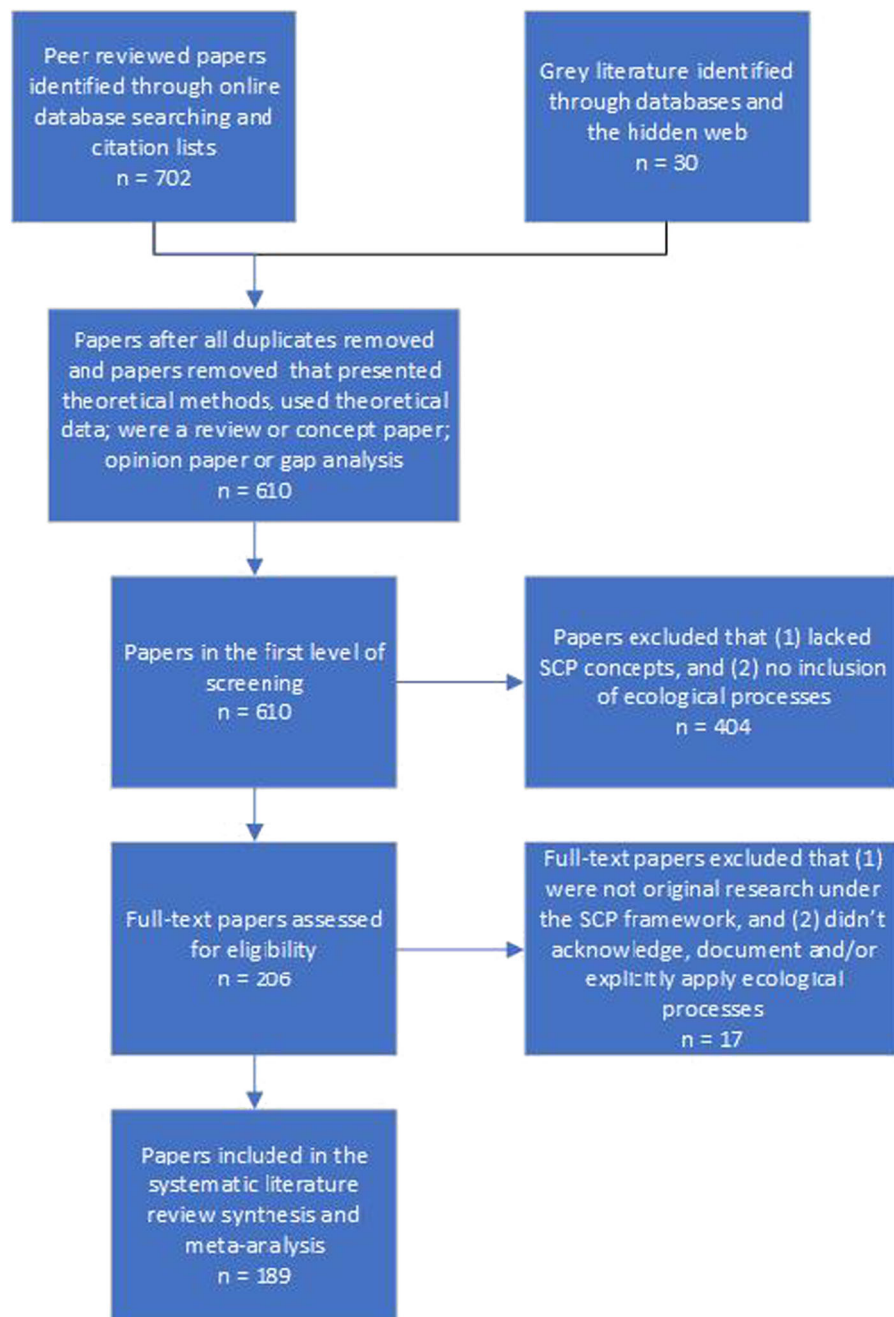 Peer reviewed papers
identified through online
database searching and
citation lists
n = 702
Grey literature identified
through databases and
the hidden web
n = 30
Papers after all duplicates removed
and papers removed that presented
theoretical methods, used theoretical
data; were a review or concept paper;
opinion paper or gap analysis
n = 610
Papers in the first level of
screening
n = 610
Papers excluded that (1) lacked
SCP concepts, and (2) no inclusion
of ecological processes
n = 404
Full-text papers assessed
for eligibility
n = 206
Full-text papers excluded that (1)
were not original research under
the SCP framework, and (2) didn't
acknowledge, document and/or
explicitly apply ecological
processes
n = 17
Papers included in the
systematic literature
review synthesis and
meta-analysis
n = 189